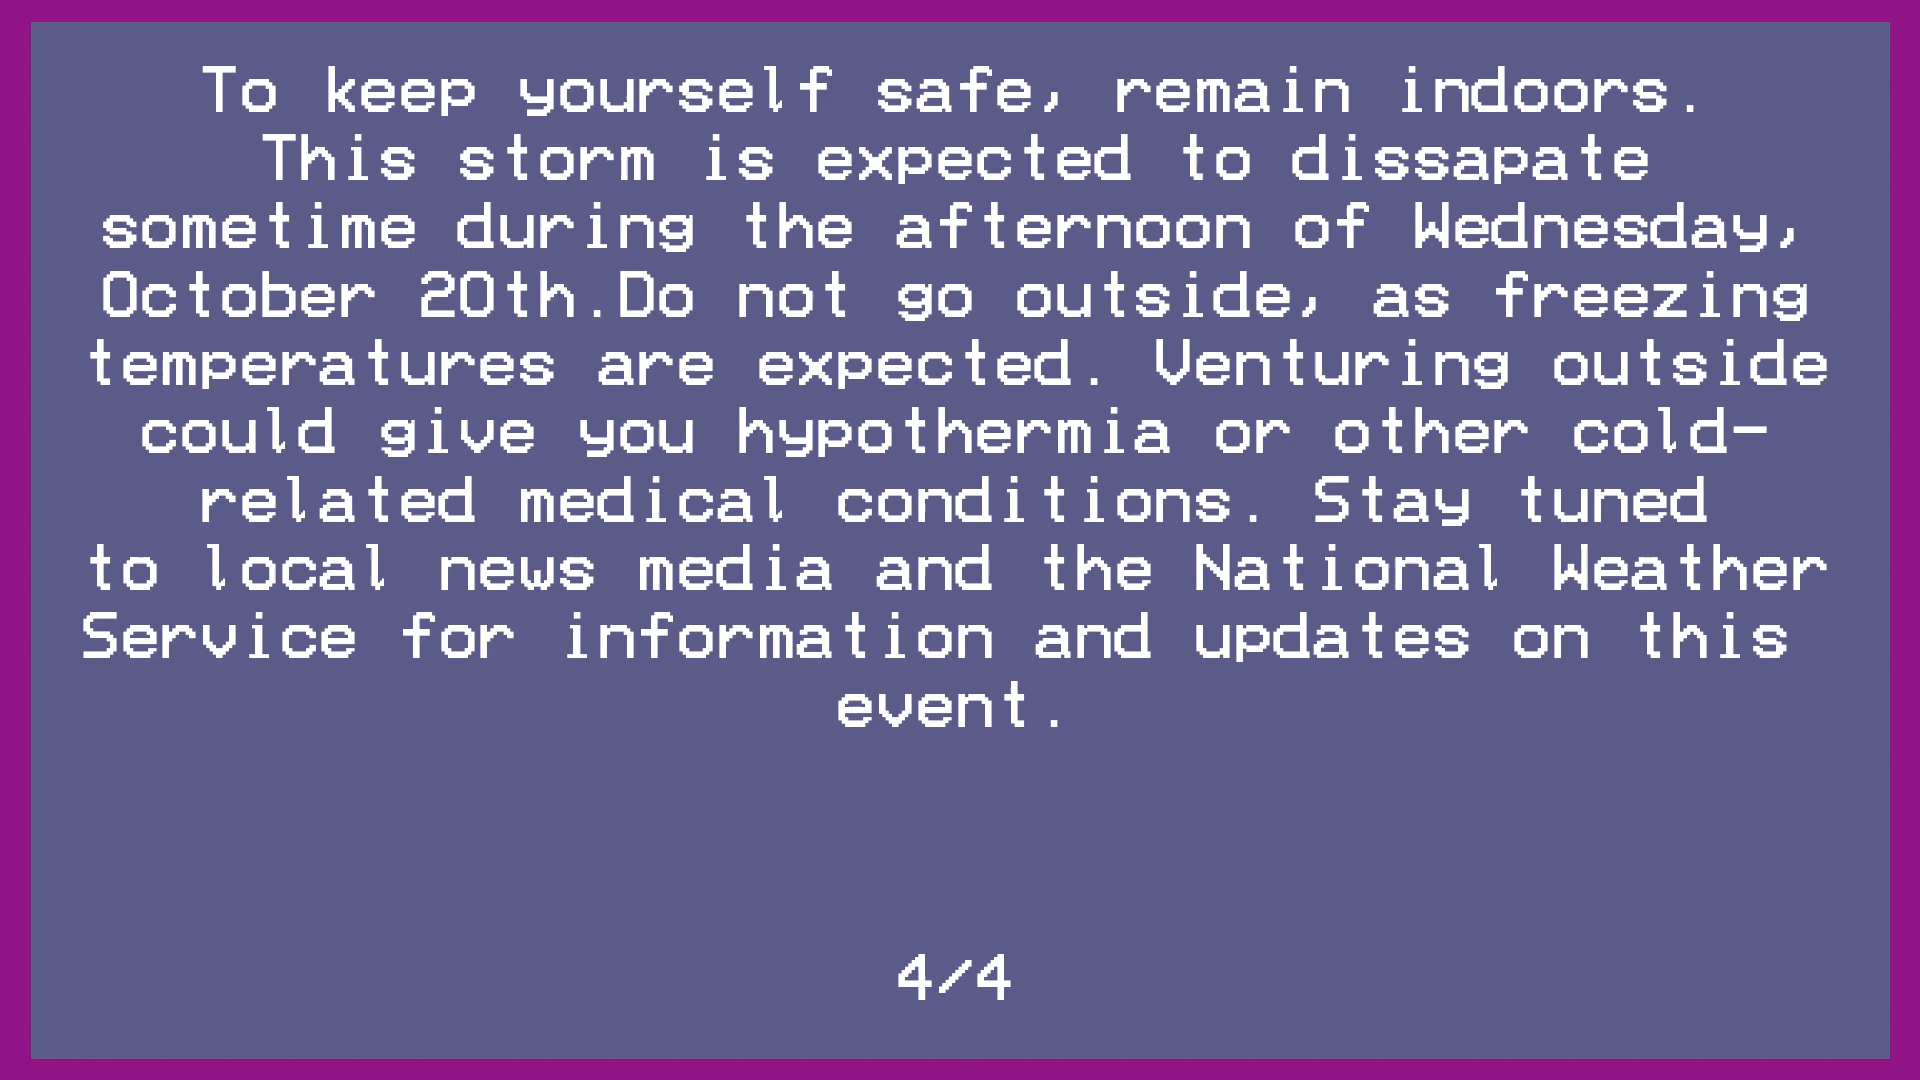 To keep yourself safe, remain indoors.
This storm is expected to dissapate
sometime during the afternoon of Wednesday,
October 20th.Do not go outside, as freezing
temperatures are expected. Venturing outside
could give you hypothermia or other cold-
related medical conditions. Stay tuned
to local news media and the National Weather
Service for information and updates on this
event.
4/4